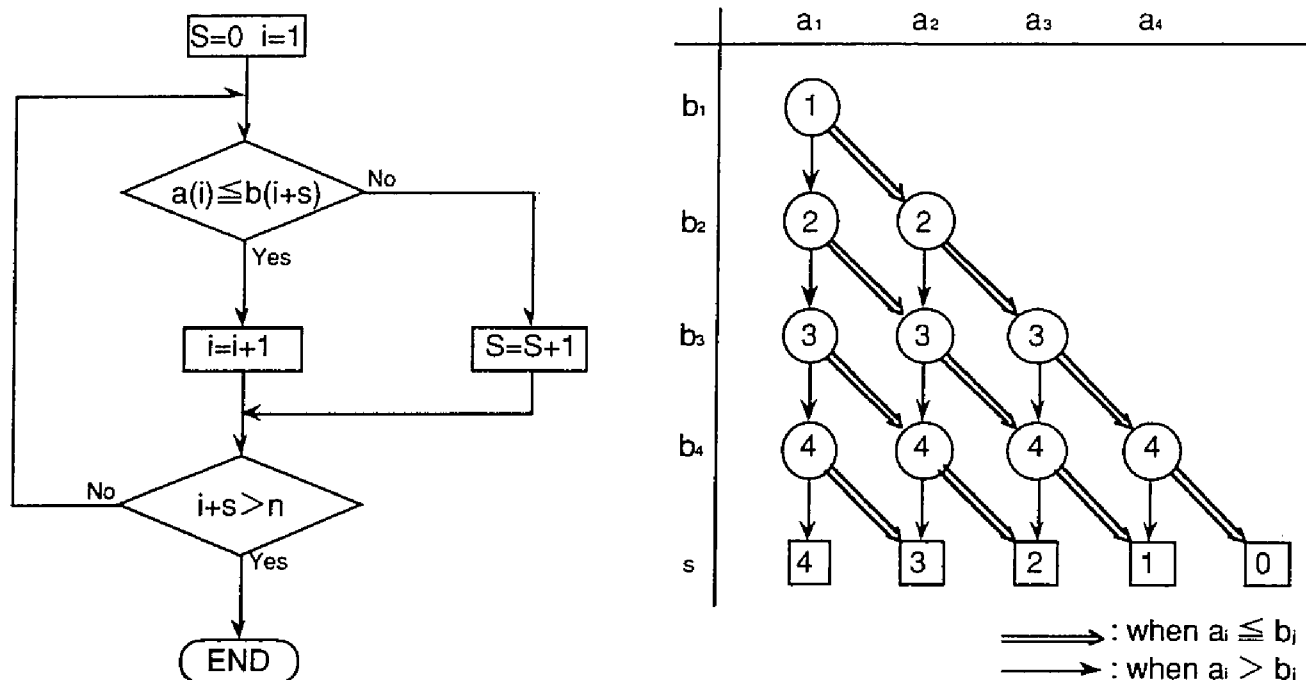 S=0 i=1
a(i)≦b(i+s)
No
Yes
i=i+1
S=S+1
No
i+s>n
Yes
END
a₁ a₂ a₃ a₄
b₁ 1
b₂ 2 2
b₃ 3 3 3
b₄ 4 4 4 4
s 4 3 2 1 0
: when aᵢ ≦ bⱼ
: when aᵢ > bⱼ